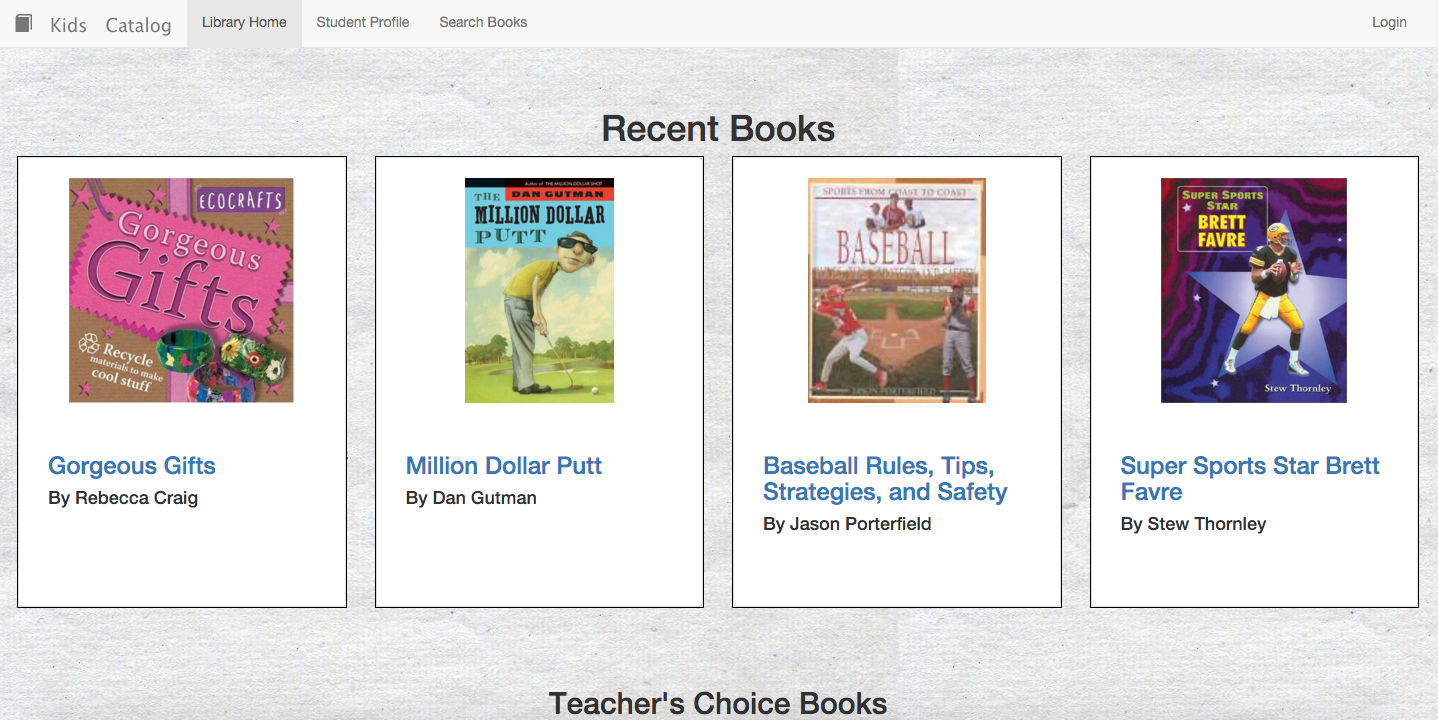 Kids Catalog
Library Home
Student Profile
Search Books
Login
Recent Books
ECOCRAFTS
Gorgeous
Gifts
Recycle
materials to make
cool stuff
Gorgeous Gifts
By Rebecca Craig
Author of THE MILLION DOLLAR SHOT
THE
DAN GUTMAN
MILLION DOLLAR
PUTT
Million Dollar Putt
By Dan Gutman
SPORTS FROM COAST TO COAST
BASEBALL
JASON PORTERFIELD
Baseball Rules, Tips,
Strategies, and Safety
By Jason Porterfield
SUPER SPORTS
STAR
BRETT
FAVRE
Stew Thornley
Super Sports Star Brett
Favre
By Stew Thornley
Teacher's Choice Books